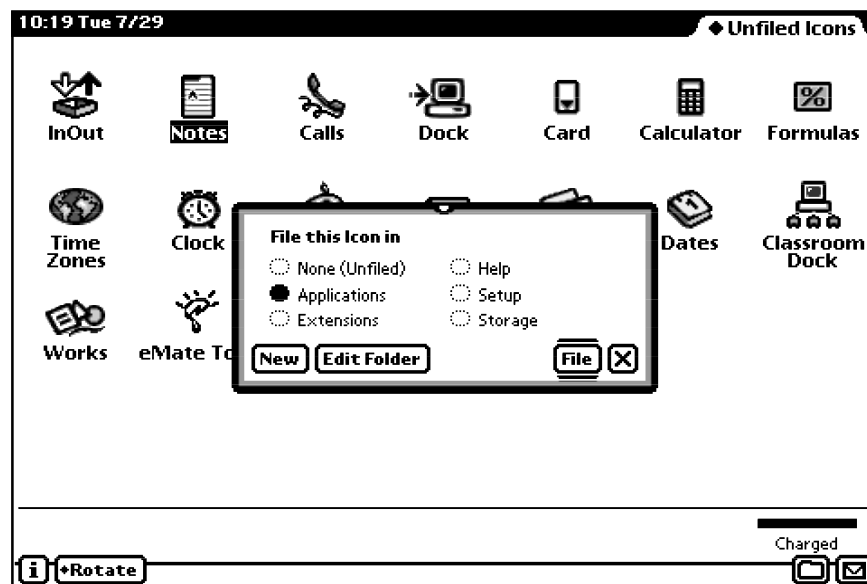 10:19 Tue 7/29
◆Unfiled Icons
InOut
Notes
Calls
Dock
Card
Calculator
Formulas
Time
Zones
Clock
Dates
Classroom
Dock
File this Icon in
None (Unfiled)
Help
Applications
Setup
Extensions
Storage
New
Edit Folder
File
Works
eMate To
Charged
i
◆Rotate